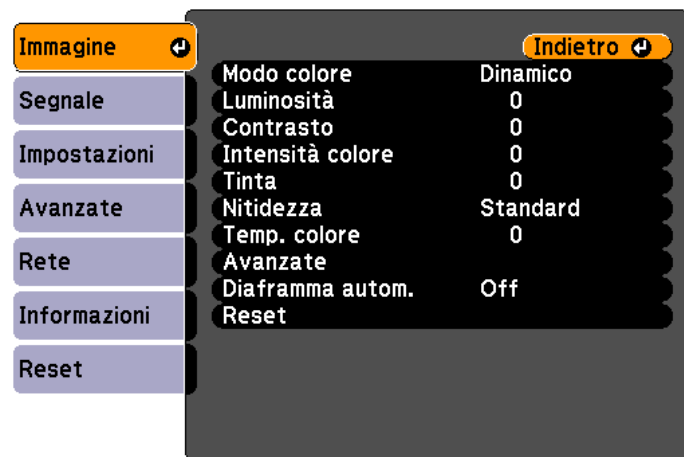 Immagine
Segnale
Impostazioni
Avanzate
Rete
Informazioni
Reset
Indietro
Modo colore Dinamico
Luminosità 0
Contrasto 0
Intensità colore 0
Tinta 0
Nitidezza Standard
Temp. colore 0
Avanzate
Diaframma autom. Off
Reset